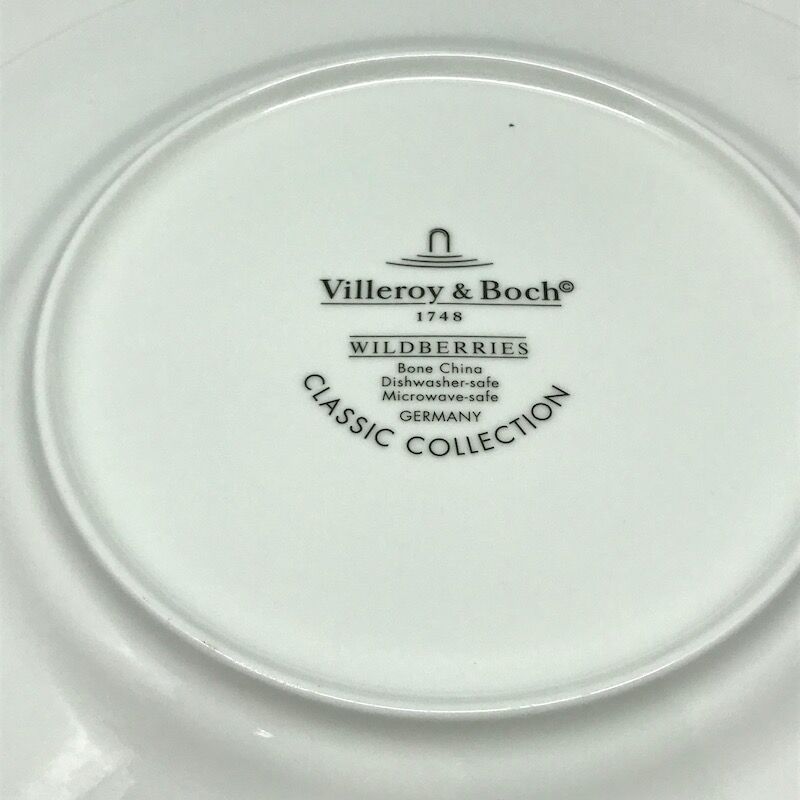 Villeroy & Boch©
1748
WILDBERRIES
Bone China
Dishwasher-safe
Microwave-safe
GERMANY
CLASSIC COLLECTION